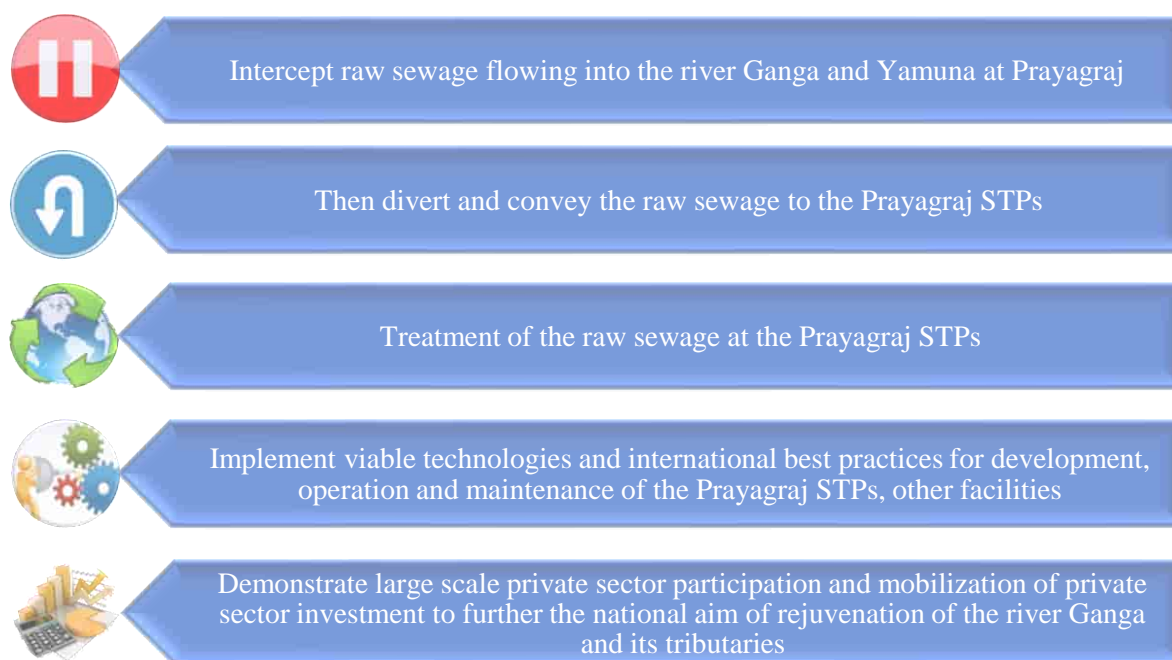 Intercept raw sewage flowing into the river Ganga and Yamuna at Prayagraj
Then divert and convey the raw sewage to the Prayagraj STPs
Treatment of the raw sewage at the Prayagraj STPs
Implement viable technologies and international best practices for development,
operation and maintenance of the Prayagraj STPs, other facilities
Demonstrate large scale private sector participation and mobilization of private
sector investment to further the national aim of rejuvenation of the river Ganga
and its tributaries